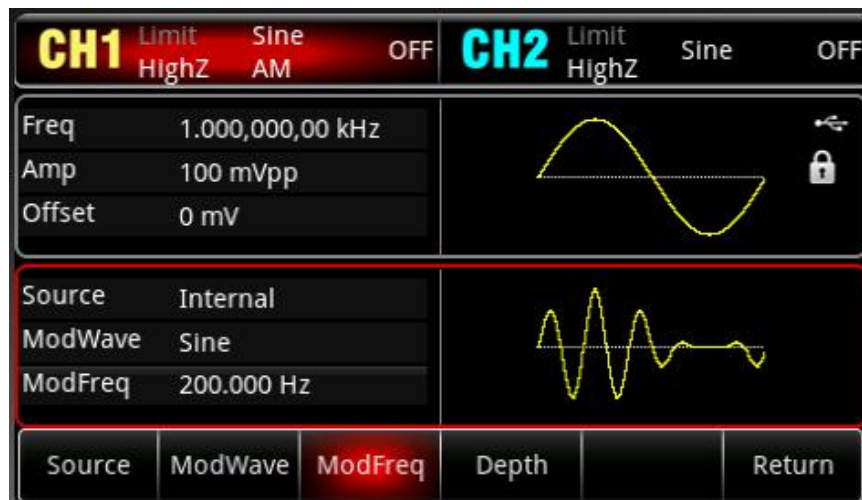 CH1 Limit Sine OFF CH2 Limit Sine OFF
HighZ AM HighZ
Freq 1.000,000,00 kHz
Amp 100 mVpp
Offset 0 mV
Source Internal
ModWave Sine
ModFreq 200.000 Hz
Source ModWave ModFreq Depth Return